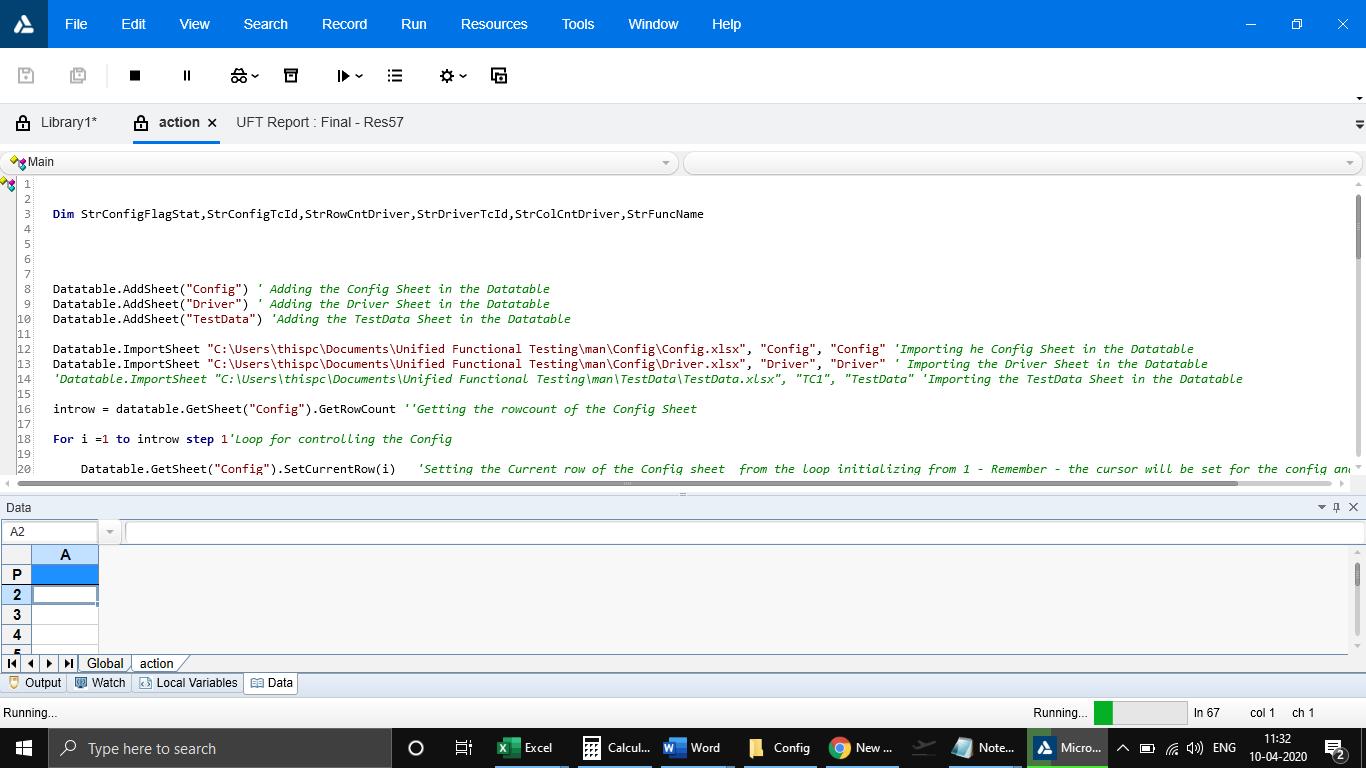 File Edit View Search Record Run Resources Tools Window Help
Library1* action UFT Report : Final - Res57
Main
1
2
3 Dim StrConfigFlagStat,StrConfigTcId,StrRowCntDriver,StrDriverTcId,StrColCntDriver,StrFuncName
4
5
6
7
8 Datatable.AddSheet("Config") ' Adding the Config Sheet in the Datatable
9 Datatable.AddSheet("Driver") ' Adding the Driver Sheet in the Datatable
10 Datatable.AddSheet("TestData") 'Adding the TestData Sheet in the Datatable
11
12 Datatable.ImportSheet "C:\Users\thispc\Documents\Unified Functional Testing\man\Config\Config.xlsx", "Config", "Config" 'Importing he Config Sheet in the Datatable
13 Datatable.ImportSheet "C:\Users\thispc\Documents\Unified Functional Testing\man\Config\Driver.xlsx", "Driver", "Driver" ' Importing the Driver Sheet in the Datatable
14 'Datatable.ImportSheet "C:\Users\thispc\Documents\Unified Functional Testing\man\TestData\TestData.xlsx", "TC1", "TestData" 'Importing the TestData Sheet in the Datatable
15
16 introw = datatable.GetSheet("Config").GetRowCount ''Getting the rowcount of the Config Sheet
17
18 For i =1 to introw step 1'Loop for controlling the Config
19
20 Datatable.GetSheet("Config").SetCurrentRow(i) 'Setting the Current row of the Config sheet from the loop initializing from 1 - Remember - the cursor will be set for the config an
Data
A2
A
P
2
3
4
5
Global action
Output Watch Local Variables Data
Running... Running... ln 67 col 1 ch 1
Type here to search Excel Calcul... Word Config New ... Note... Micro... ENG 11:32
10-04-2020 2